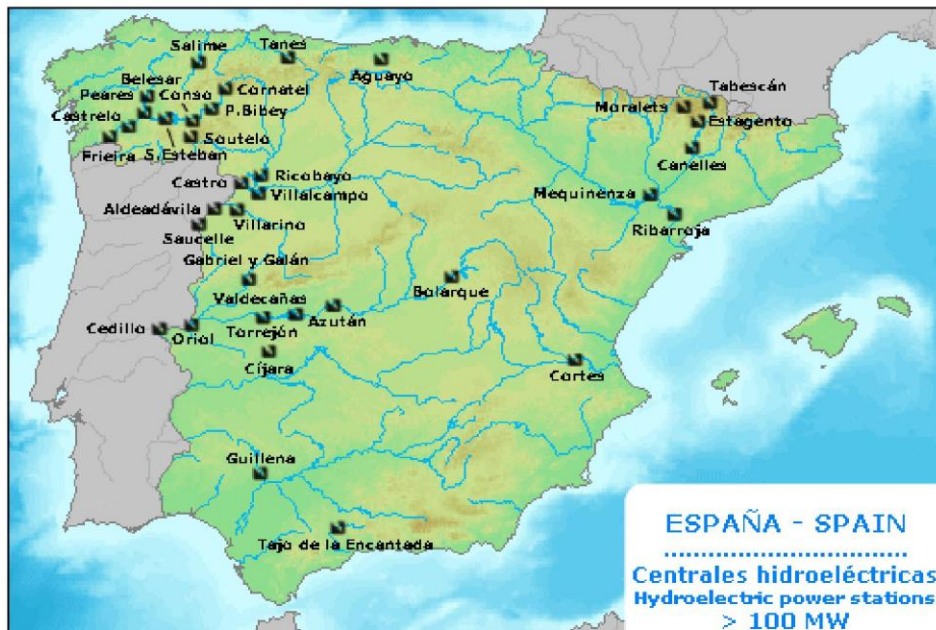 Salime
Tanes
Aguayo
Belesar
Cornatel
Peares
Conso
P.Bibey
Castrelo
Soutelo
Frieira
S.Esteban
Moralets
Tabescán
Estagento
Canelles
Castro
Ricobayo
Villalcampo
Mequinenza
Aldeadávila
Villarino
Ribarroja
Saucelle
Gabriel y Galán
Valdecañas
Bolarque
Cedillo
Oriol
Torrejón
Azután
Cíjara
Cortes
Guillena
Tajo de la Encantada
ESPAÑA - SPAIN
Centrales hidroeléctricas
Hydroelectric power stations
> 100 MW